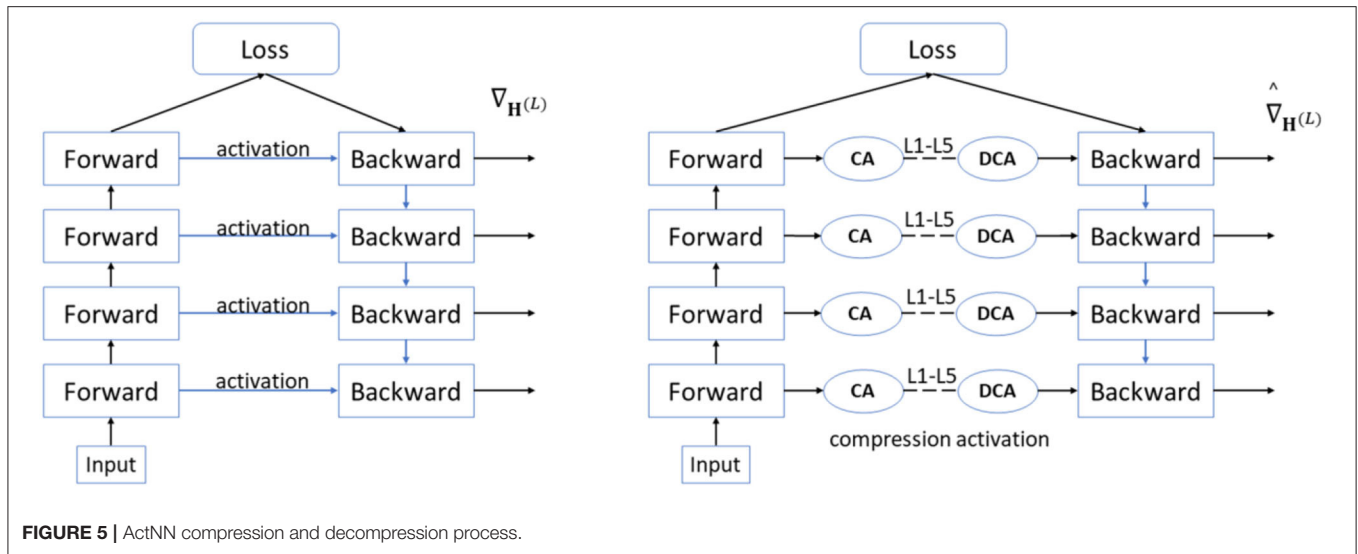 Loss
∇H(L)
Forward activation Backward
Forward activation Backward
Forward activation Backward
Forward activation Backward
Input
Loss
^
∇H(L)
Forward CA L1-L5 DCA Backward
Forward CA L1-L5 DCA Backward
Forward CA L1-L5 DCA Backward
Forward CA L1-L5 DCA Backward
compression activation
Input
FIGURE 5 | ActNN compression and decompression process.